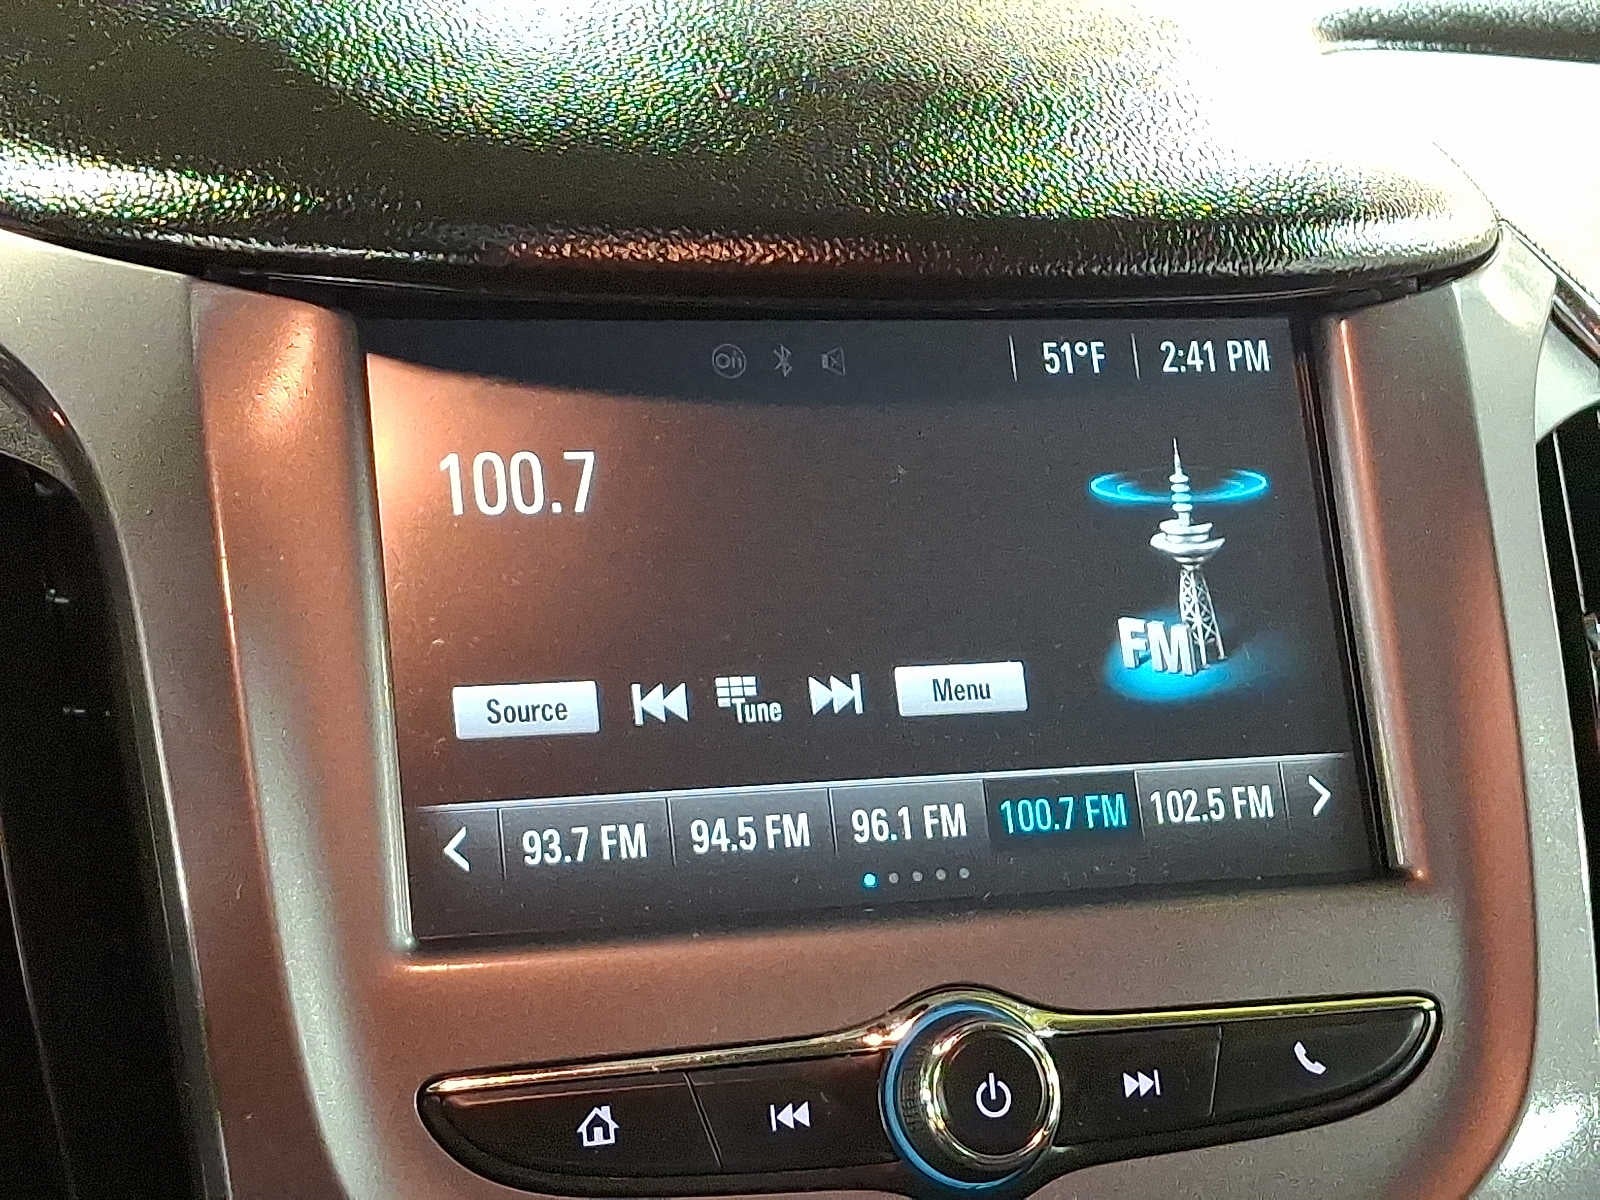 On
51°F
2:41 PM
100.7
FM
Source
Tune
Menu
93.7 FM
94.5 FM
96.1 FM
100.7 FM
102.5 FM